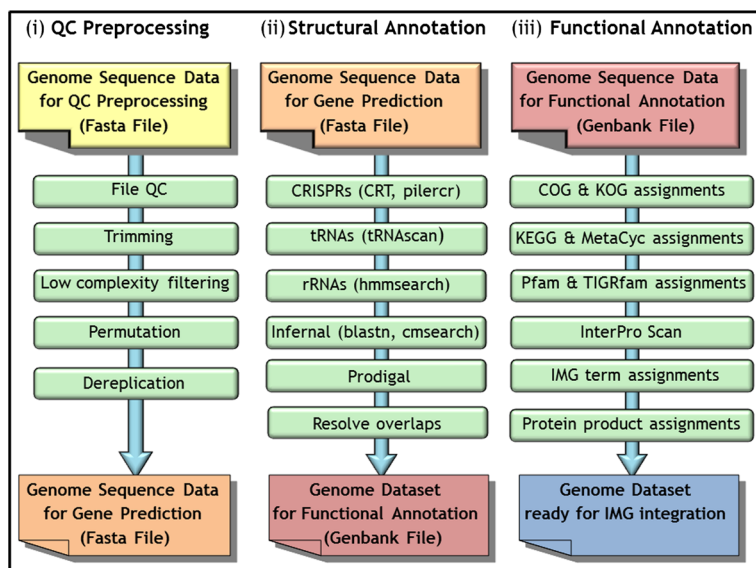 (i) QC Preprocessing
Genome Sequence Data
for QC Preprocessing
(Fasta File)
File QC
Trimming
Low complexity filtering
Permutation
Dereplication
Genome Sequence Data
for Gene Prediction
(Fasta File)
(ii) Structural Annotation
Genome Sequence Data
for Gene Prediction
(Fasta File)
CRISPRs (CRT, pilercr)
tRNAs (tRNAscan)
rRNAs (hmmsearch)
Infernal (blastn, cmsearch)
Prodigal
Resolve overlaps
Genome Dataset
for Functional Annotation
(Genbank File)
(iii) Functional Annotation
Genome Sequence Data
for Functional Annotation
(Genbank File)
COG & KOG assignments
KEGG & MetaCyc assignments
Pfam & TIGRfam assignments
InterPro Scan
IMG term assignments
Protein product assignments
Genome Dataset
ready for IMG integration